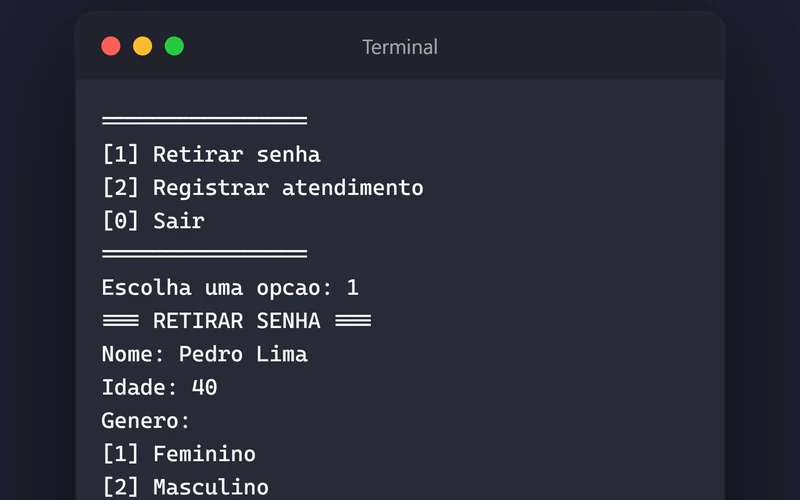 Terminal
================
[1] Retirar senha
[2] Registrar atendimento
[0] Sair
================
Escolha uma opcao: 1
=== RETIRAR SENHA ===
Nome: Pedro Lima
Idade: 40
Genero:
[1] Feminino
[2] Masculino